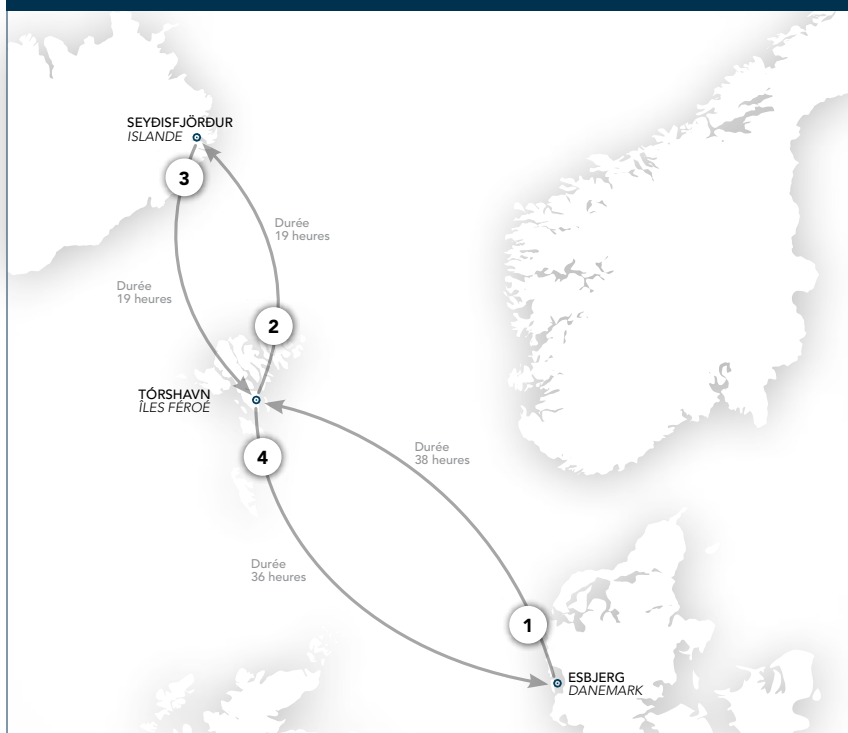 SEYÐISFJÖRÐUR
ISLANDE
3
Durée
19 heures
Durée
19 heures
2
TÓRSHAVN
ÎLES FÉROÉ
4
Durée
38 heures
Durée
36 heures
1
ESBJERG
DANEMARK